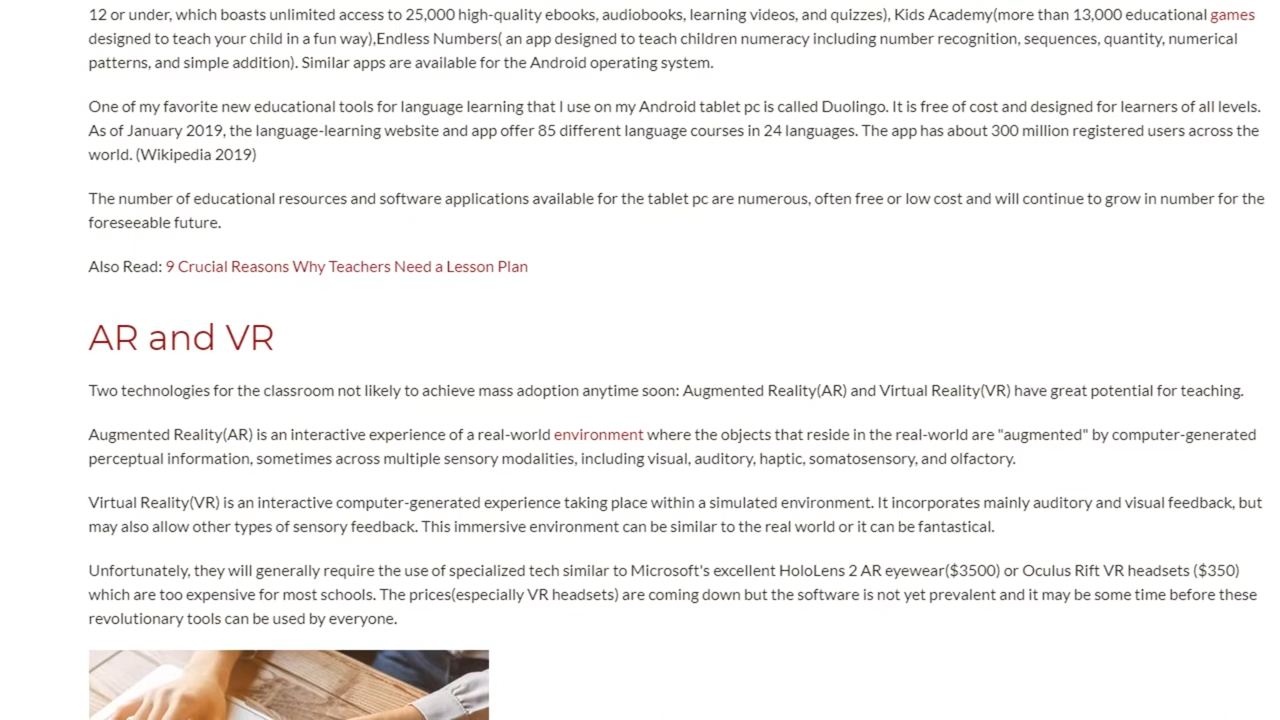 12 or under, which boasts unlimited access to 25,000 high-quality ebooks, audiobooks, learning videos, and quizzes), Kids Academy(more than 13,000 educational games
designed to teach your child in a fun way),Endless Numbers( an app designed to teach children numeracy including number recognition, sequences, quantity, numerical
patterns, and simple addition). Similar apps are available for the Android operating system.
One of my favorite new educational tools for language learning that I use on my Android tablet pc is called Duolingo. It is free of cost and designed for learners of all levels.
As of January 2019, the language-learning website and app offer 85 different language courses in 24 languages. The app has about 300 million registered users across the
world. (Wikipedia 2019)
The number of educational resources and software applications available for the tablet pc are numerous, often free or low cost and will continue to grow in number for the
foreseeable future.
Also Read: 9 Crucial Reasons Why Teachers Need a Lesson Plan
AR and VR
Two technologies for the classroom not likely to achieve mass adoption anytime soon: Augmented Reality(AR) and Virtual Reality(VR) have great potential for teaching.
Augmented Reality(AR) is an interactive experience of a real-world environment where the objects that reside in the real-world are "augmented" by computer-generated
perceptual information, sometimes across multiple sensory modalities, including visual, auditory, haptic, somatosensory, and olfactory.
Virtual Reality(VR) is an interactive computer-generated experience taking place within a simulated environment. It incorporates mainly auditory and visual feedback, but
may also allow other types of sensory feedback. This immersive environment can be similar to the real world or it can be fantastical.
Unfortunately, they will generally require the use of specialized tech similar to Microsoft's excellent HoloLens 2 AR eyewear($3500) or Oculus Rift VR headsets ($350)
which are too expensive for most schools. The prices(especially VR headsets) are coming down but the software is not yet prevalent and it may be some time before these
revolutionary tools can be used by everyone.